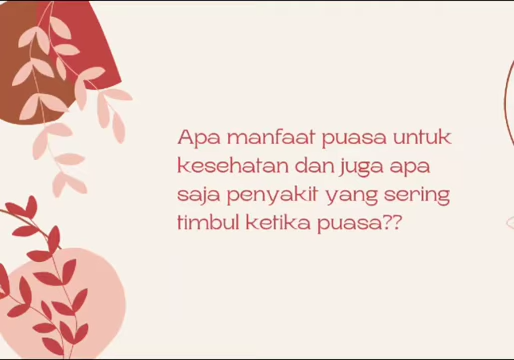 Apa manfaat puasa untuk
kesehatan dan juga apa
saja penyakit yang sering
timbul ketika puasa??